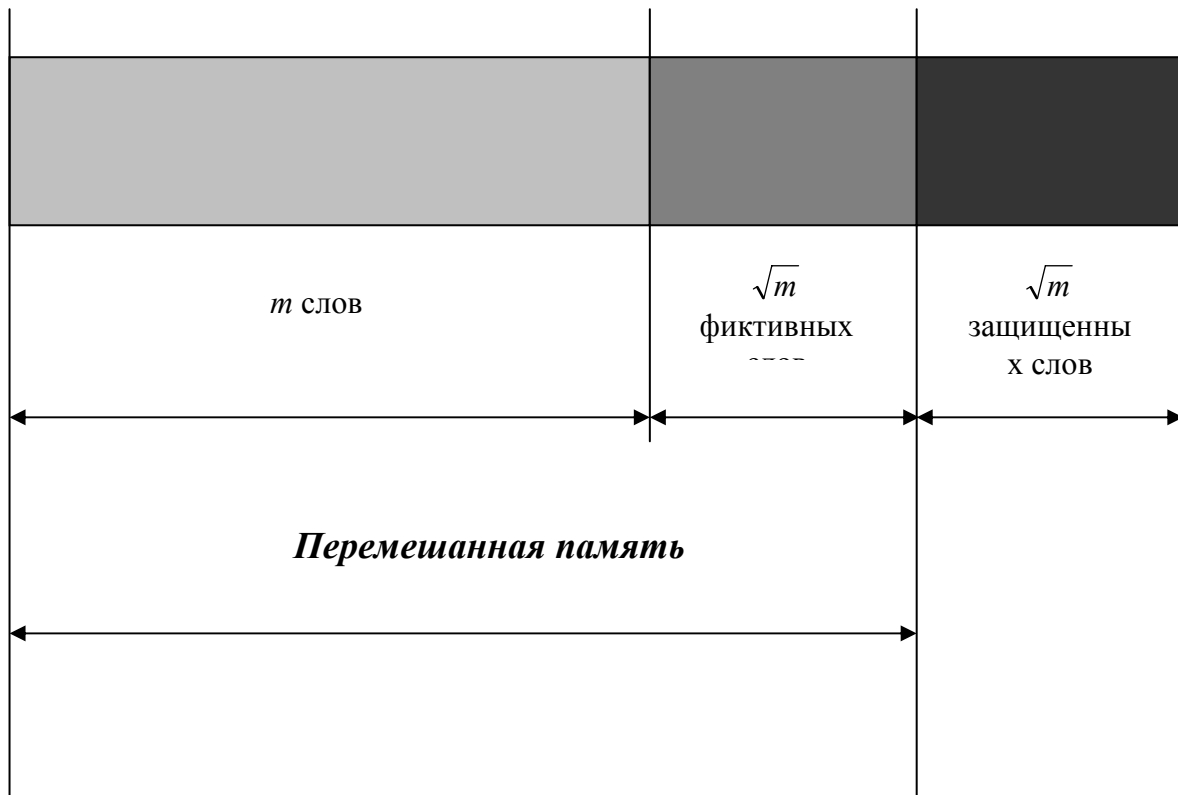 m слов
√m
фиктивных
√m
защищенны
х слов
Перемешанная память